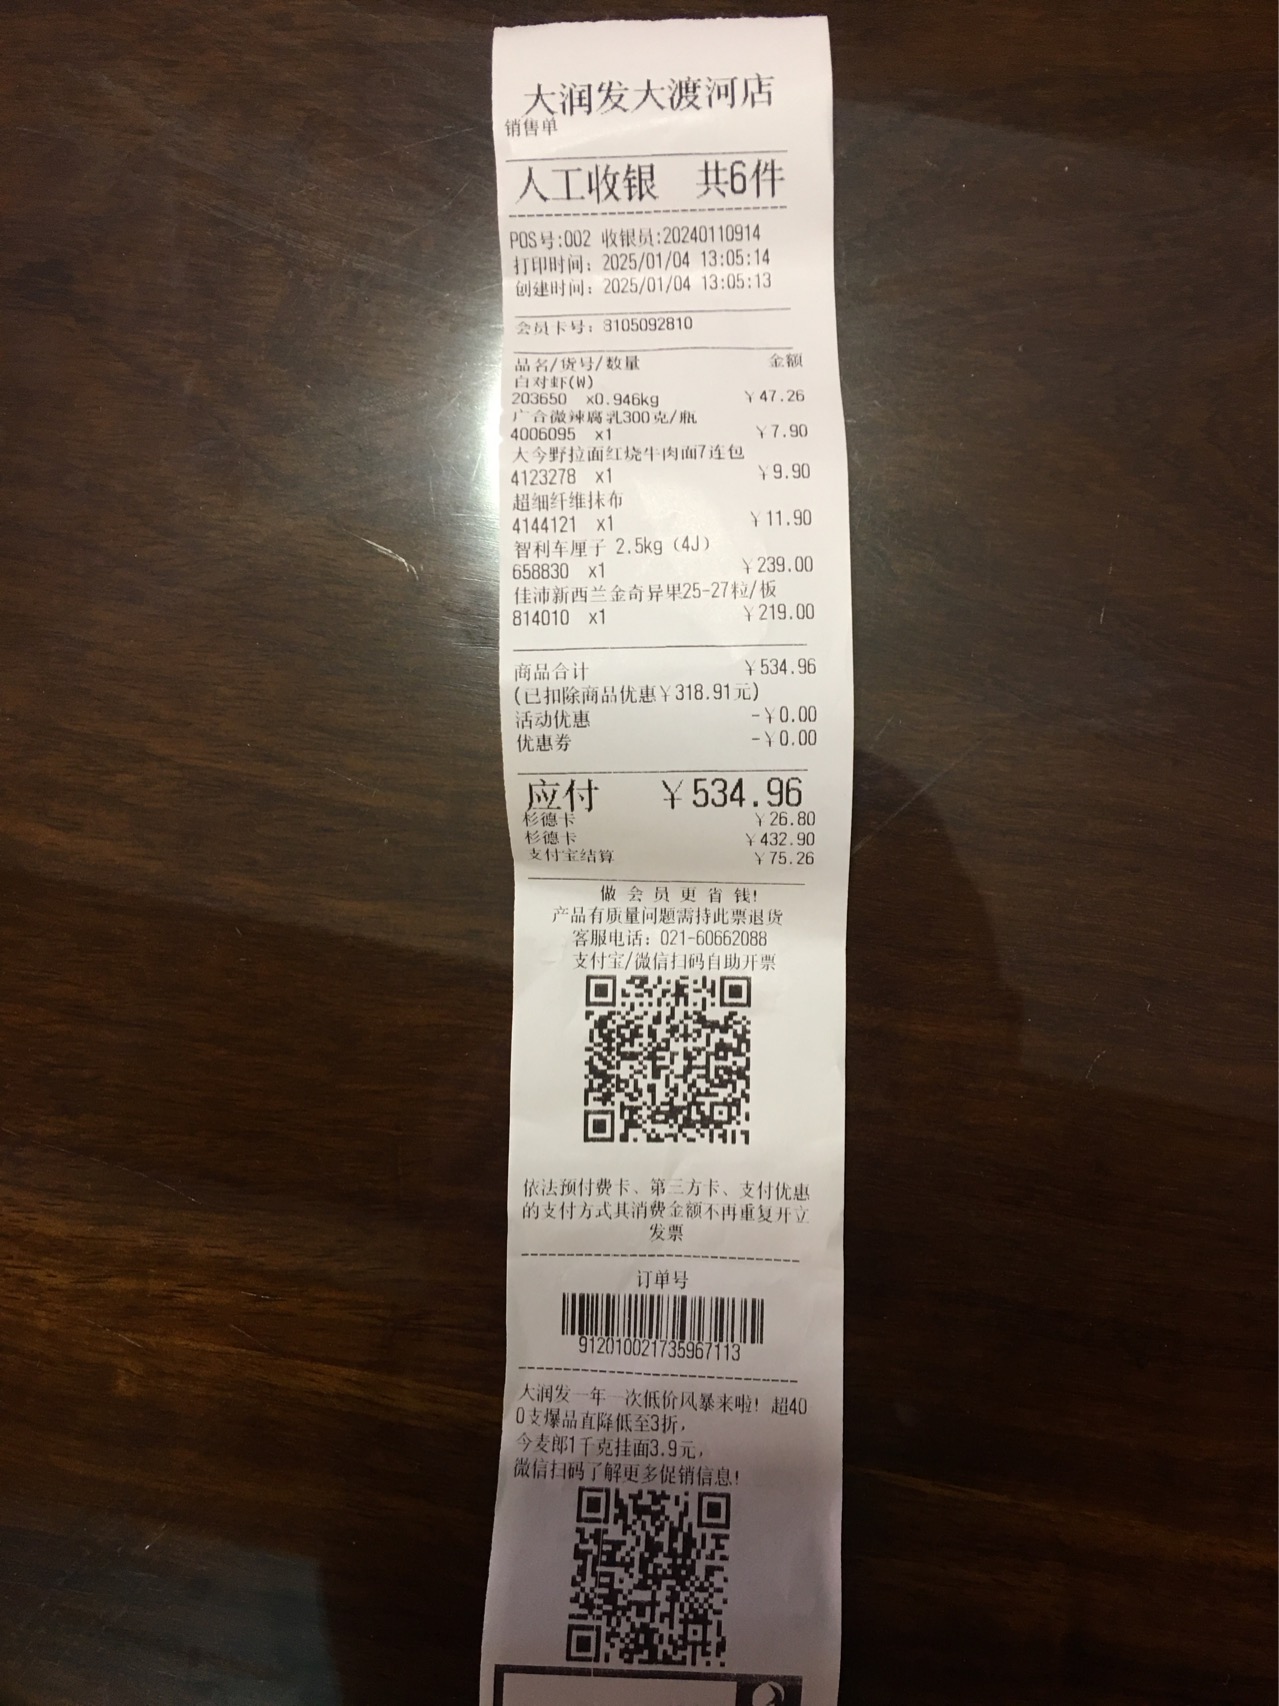 大润发大渡河店
销售单
人工收银 共6件
POS号:002 收银员:20240110914
打印时间: 2025/01/04 13:05:14
创建时间: 2025/01/04 13:05:13
会员卡号: 8105092810
品名/货号/数量 金额
白对虾(W)
203650 x0.946kg ￥47.26
广合微辣腐乳300克/瓶
4006095 x1 ￥7.90
大今野拉面红烧牛肉面7连包
4123278 x1 ￥9.90
超细纤维抹布
4144121 x1 ￥11.90
智利车厘子 2.5kg（4J）
658830 x1 ￥239.00
佳沛新西兰金奇异果25-27粒/板
814010 x1 ￥219.00
商品合计 ￥534.96
(已扣除商品优惠￥318.91元)
活动优惠 -￥0.00
优惠券 -￥0.00
应付 ￥534.96
杉德卡 ￥26.80
杉德卡 ￥432.90
支付宝结算 ￥75.26
做 会 员 更 省 钱!
产品有质量问题需持此票退货
客服电话: 021-60662088
支付宝/微信扫码自助开票
依法预付费卡、第三方卡、支付优惠
的支付方式其消费金额不再重复开立
发票
订单号
912010021735967113
大润发一年一次低价风暴来啦! 超40
0支爆品直降低至3折,
今麦郎1千克挂面3.9元,
微信扫码了解更多促销信息!